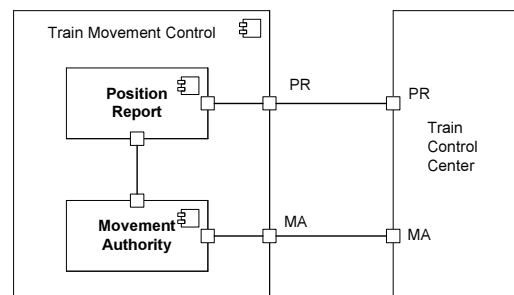 Train Movement Control
Position
Report
PR
PR
Train
Control
Center
Movement
Authority
MA
MA